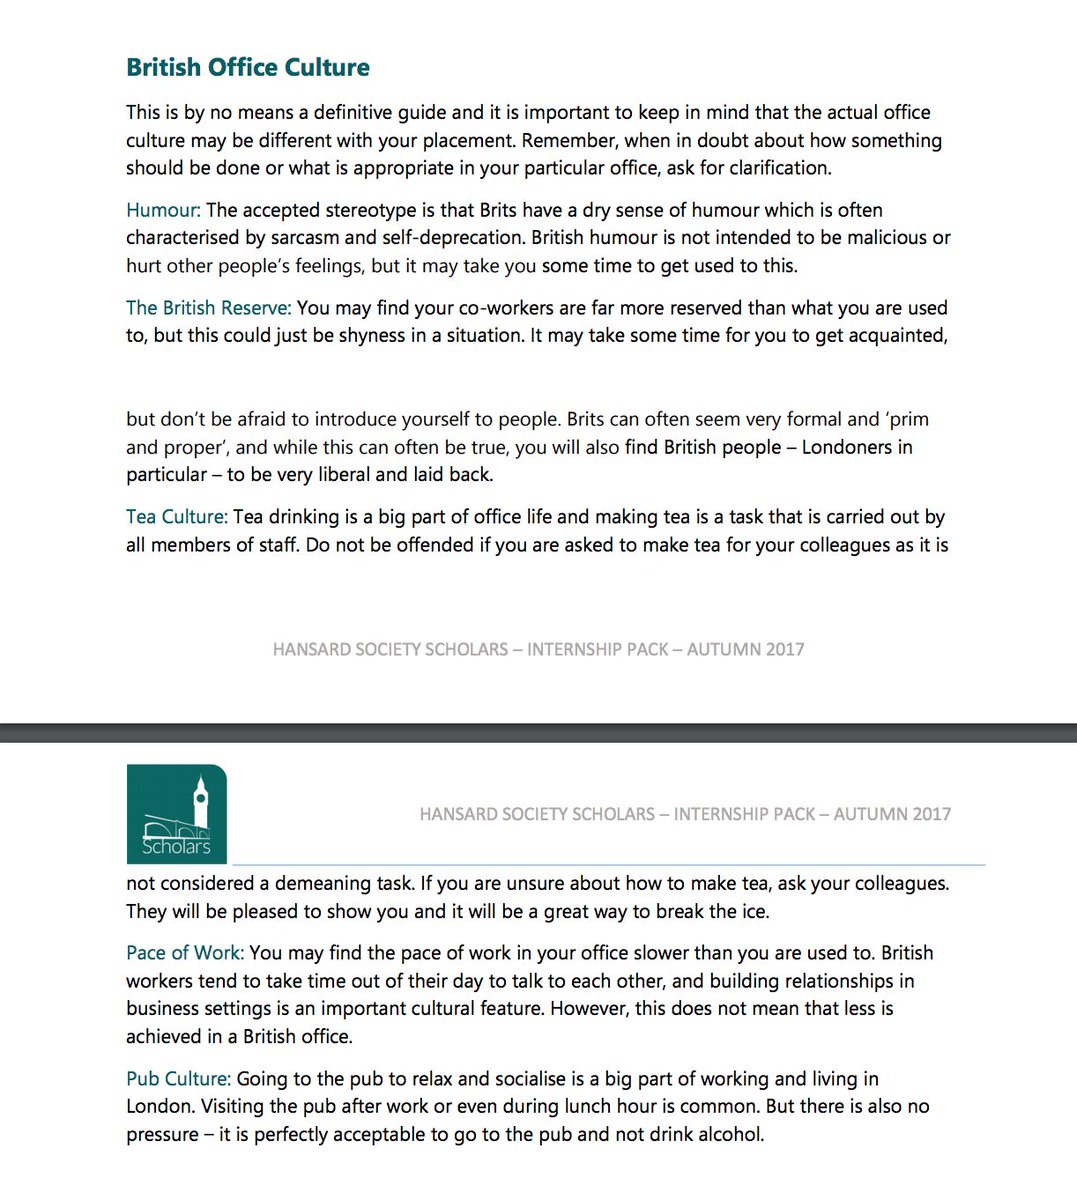 British Office Culture
This is by no means a definitive guide and it is important to keep in mind that the actual office
culture may be different with your placement. Remember, when in doubt about how something
should be done or what is appropriate in your particular office, ask for clarification.
Humour: The accepted stereotype is that Brits have a dry sense of humour which is often
characterised by sarcasm and self-deprecation. British humour is not intended to be malicious or
hurt other people's feelings, but it may take you some time to get used to this.
The British Reserve: You may find your co-workers are far more reserved than what you are used
to, but this could just be shyness in a situation. It may take some time for you to get acquainted,
but don't be afraid to introduce yourself to people. Brits can often seem very formal and 'prim
and proper', and while this can often be true, you will also find British people – Londoners in
particular – to be very liberal and laid back.
Tea Culture: Tea drinking is a big part of office life and making tea is a task that is carried out by
all members of staff. Do not be offended if you are asked to make tea for your colleagues as it is
HANSARD SOCIETY SCHOLARS – INTERNSHIP PACK – AUTUMN 2017
Scholars
HANSARD SOCIETY SCHOLARS – INTERNSHIP PACK – AUTUMN 2017
not considered a demeaning task. If you are unsure about how to make tea, ask your colleagues.
They will be pleased to show you and it will be a great way to break the ice.
Pace of Work: You may find the pace of work in your office slower than you are used to. British
workers tend to take time out of their day to talk to each other, and building relationships in
business settings is an important cultural feature. However, this does not mean that less is
achieved in a British office.
Pub Culture: Going to the pub to relax and socialise is a big part of working and living in
London. Visiting the pub after work or even during lunch hour is common. But there is also no
pressure – it is perfectly acceptable to go to the pub and not drink alcohol.